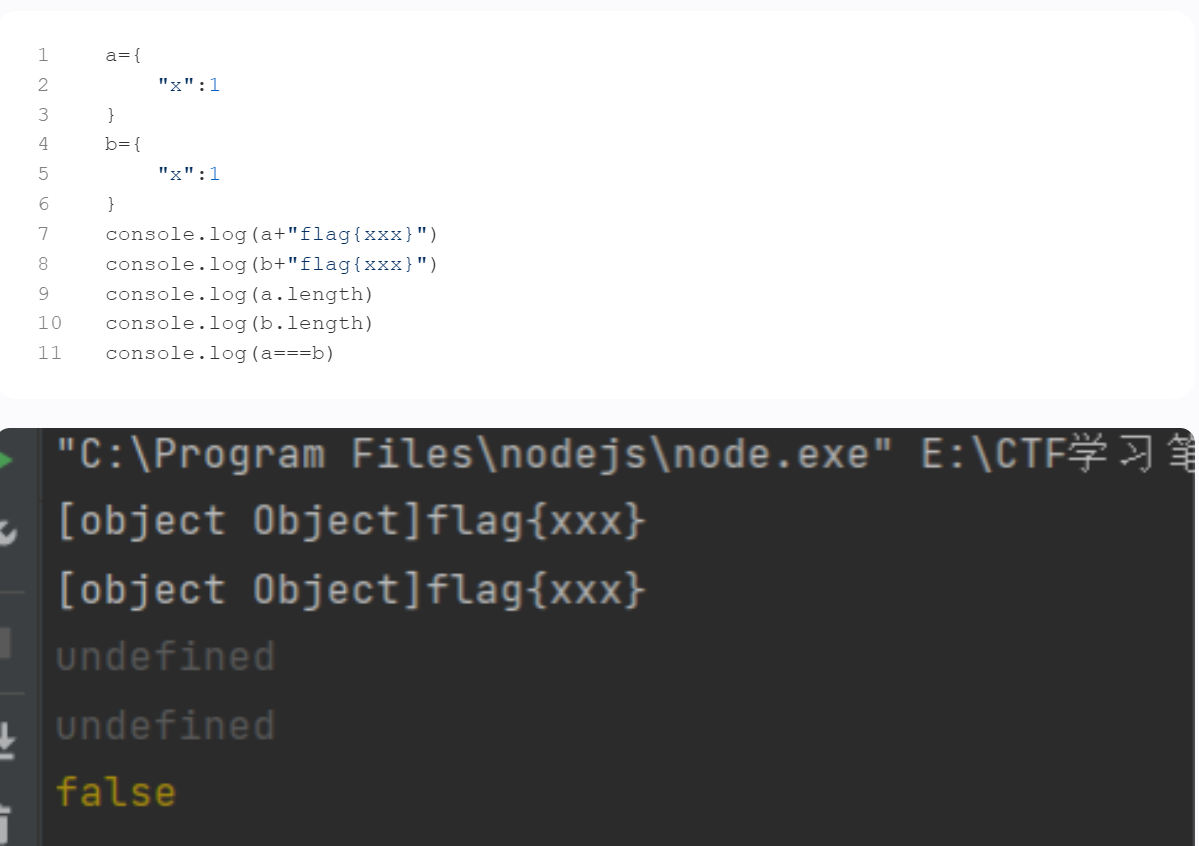 1 a={
2 "x":1
3 }
4 b={
5 "x":1
6 }
7 console.log(a+"flag{xxx}")
8 console.log(b+"flag{xxx}")
9 console.log(a.length)
10 console.log(b.length)
11 console.log(a===b)
"C:\Program Files\nodejs\node.exe" E:\CTF学习笔
[object Object]flag{xxx}
[object Object]flag{xxx}
undefined
undefined
false